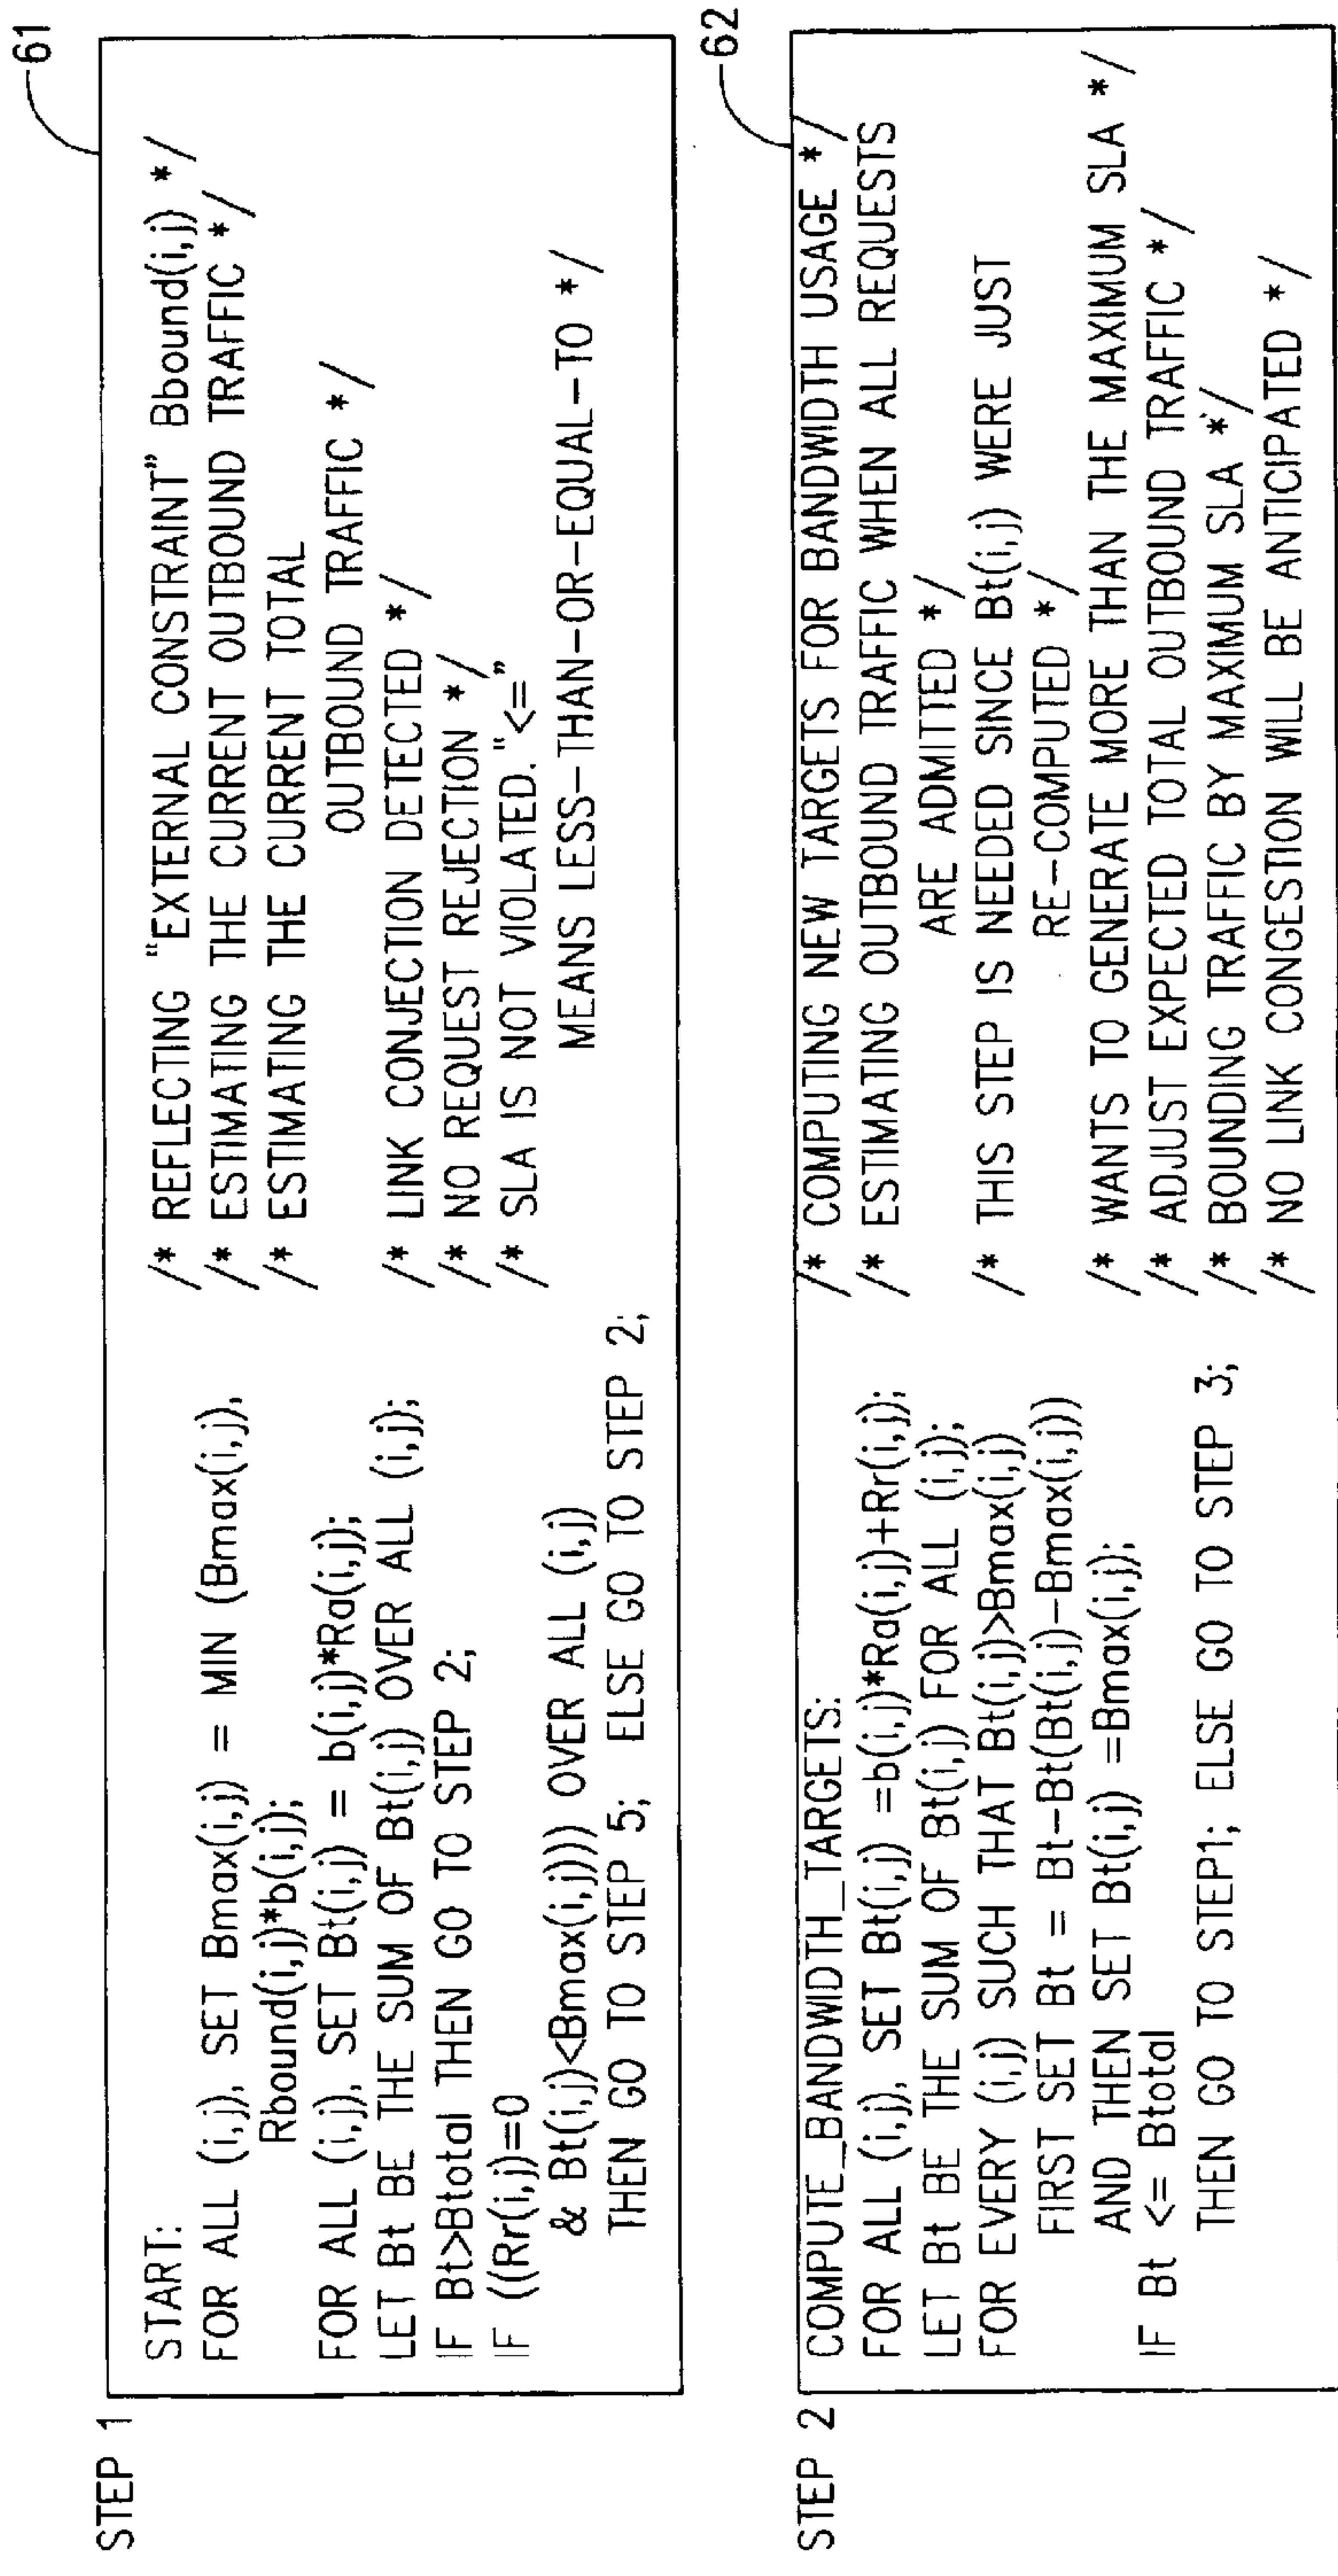 61
STEP 1
START:
FOR ALL (i,j), SET Bmax(i,j) = MIN (Bmax(i,j), /* REFLECTING "EXTERNAL CONSTRAINT" Bbound(i,j) */
Rbound(i,j)*b(i,j);
FOR ALL (i,j), SET Bt(i,j) = b(i,j)*Ra(i,j); /* ESTIMATING THE CURRENT OUTBOUND TRAFFIC */
LET Bt BE THE SUM OF Bt(i,j) OVER ALL (i,j); /* ESTIMATING THE CURRENT TOTAL
OUTBOUND TRAFFIC */
IF Bt>Btotal THEN GO TO STEP 2; /* LINK CONJECTION DETECTED */
IF ((Rr(i,j)=0 /* NO REQUEST REJECTION */
& Bt(i,j)<Bmax(i,j)))) OVER ALL (i,j) /* SLA IS NOT VIOLATED. "<="
THEN GO TO STEP 5; ELSE GO TO STEP 2; MEANS LESS-THAN-OR-EQUAL-TO */
62
STEP 2
COMPUTE_BANDWIDTH_TARGETS: /* COMPUTING NEW TARGETS FOR BANDWIDTH USAGE */
FOR ALL (i,j), SET Bt(i,j) =b(i,j)*Ra(i,j)+Rr(i,j); /* ESTIMATING OUTBOUND TRAFFIC WHEN ALL REQUESTS
ARE ADMITTED */
LET Bt BE THE SUM OF Bt(i,j) FOR ALL (i,j); /* THIS STEP IS NEEDED SINCE Bt(i,j) WERE JUST
RE-COMPUTED */
FOR EVERY (i,j) SUCH THAT Bt(i,j)>Bmax(i,j) /* WANTS TO GENERATE MORE THAN THE MAXIMUM SLA */
FIRST SET Bt = Bt-Bt(Bt(i,j)-Bmax(i,j)) /* ADJUST EXPECTED TOTAL OUTBOUND TRAFFIC */
AND THEN SET Bt(i,j) =Bmax(i,j); /* BOUNDING TRAFFIC BY MAXIMUM SLA */
IF Bt <= Btotal /* NO LINK CONGESTION WILL BE ANTICIPATED */
THEN GO TO STEP1; ELSE GO TO STEP 3;